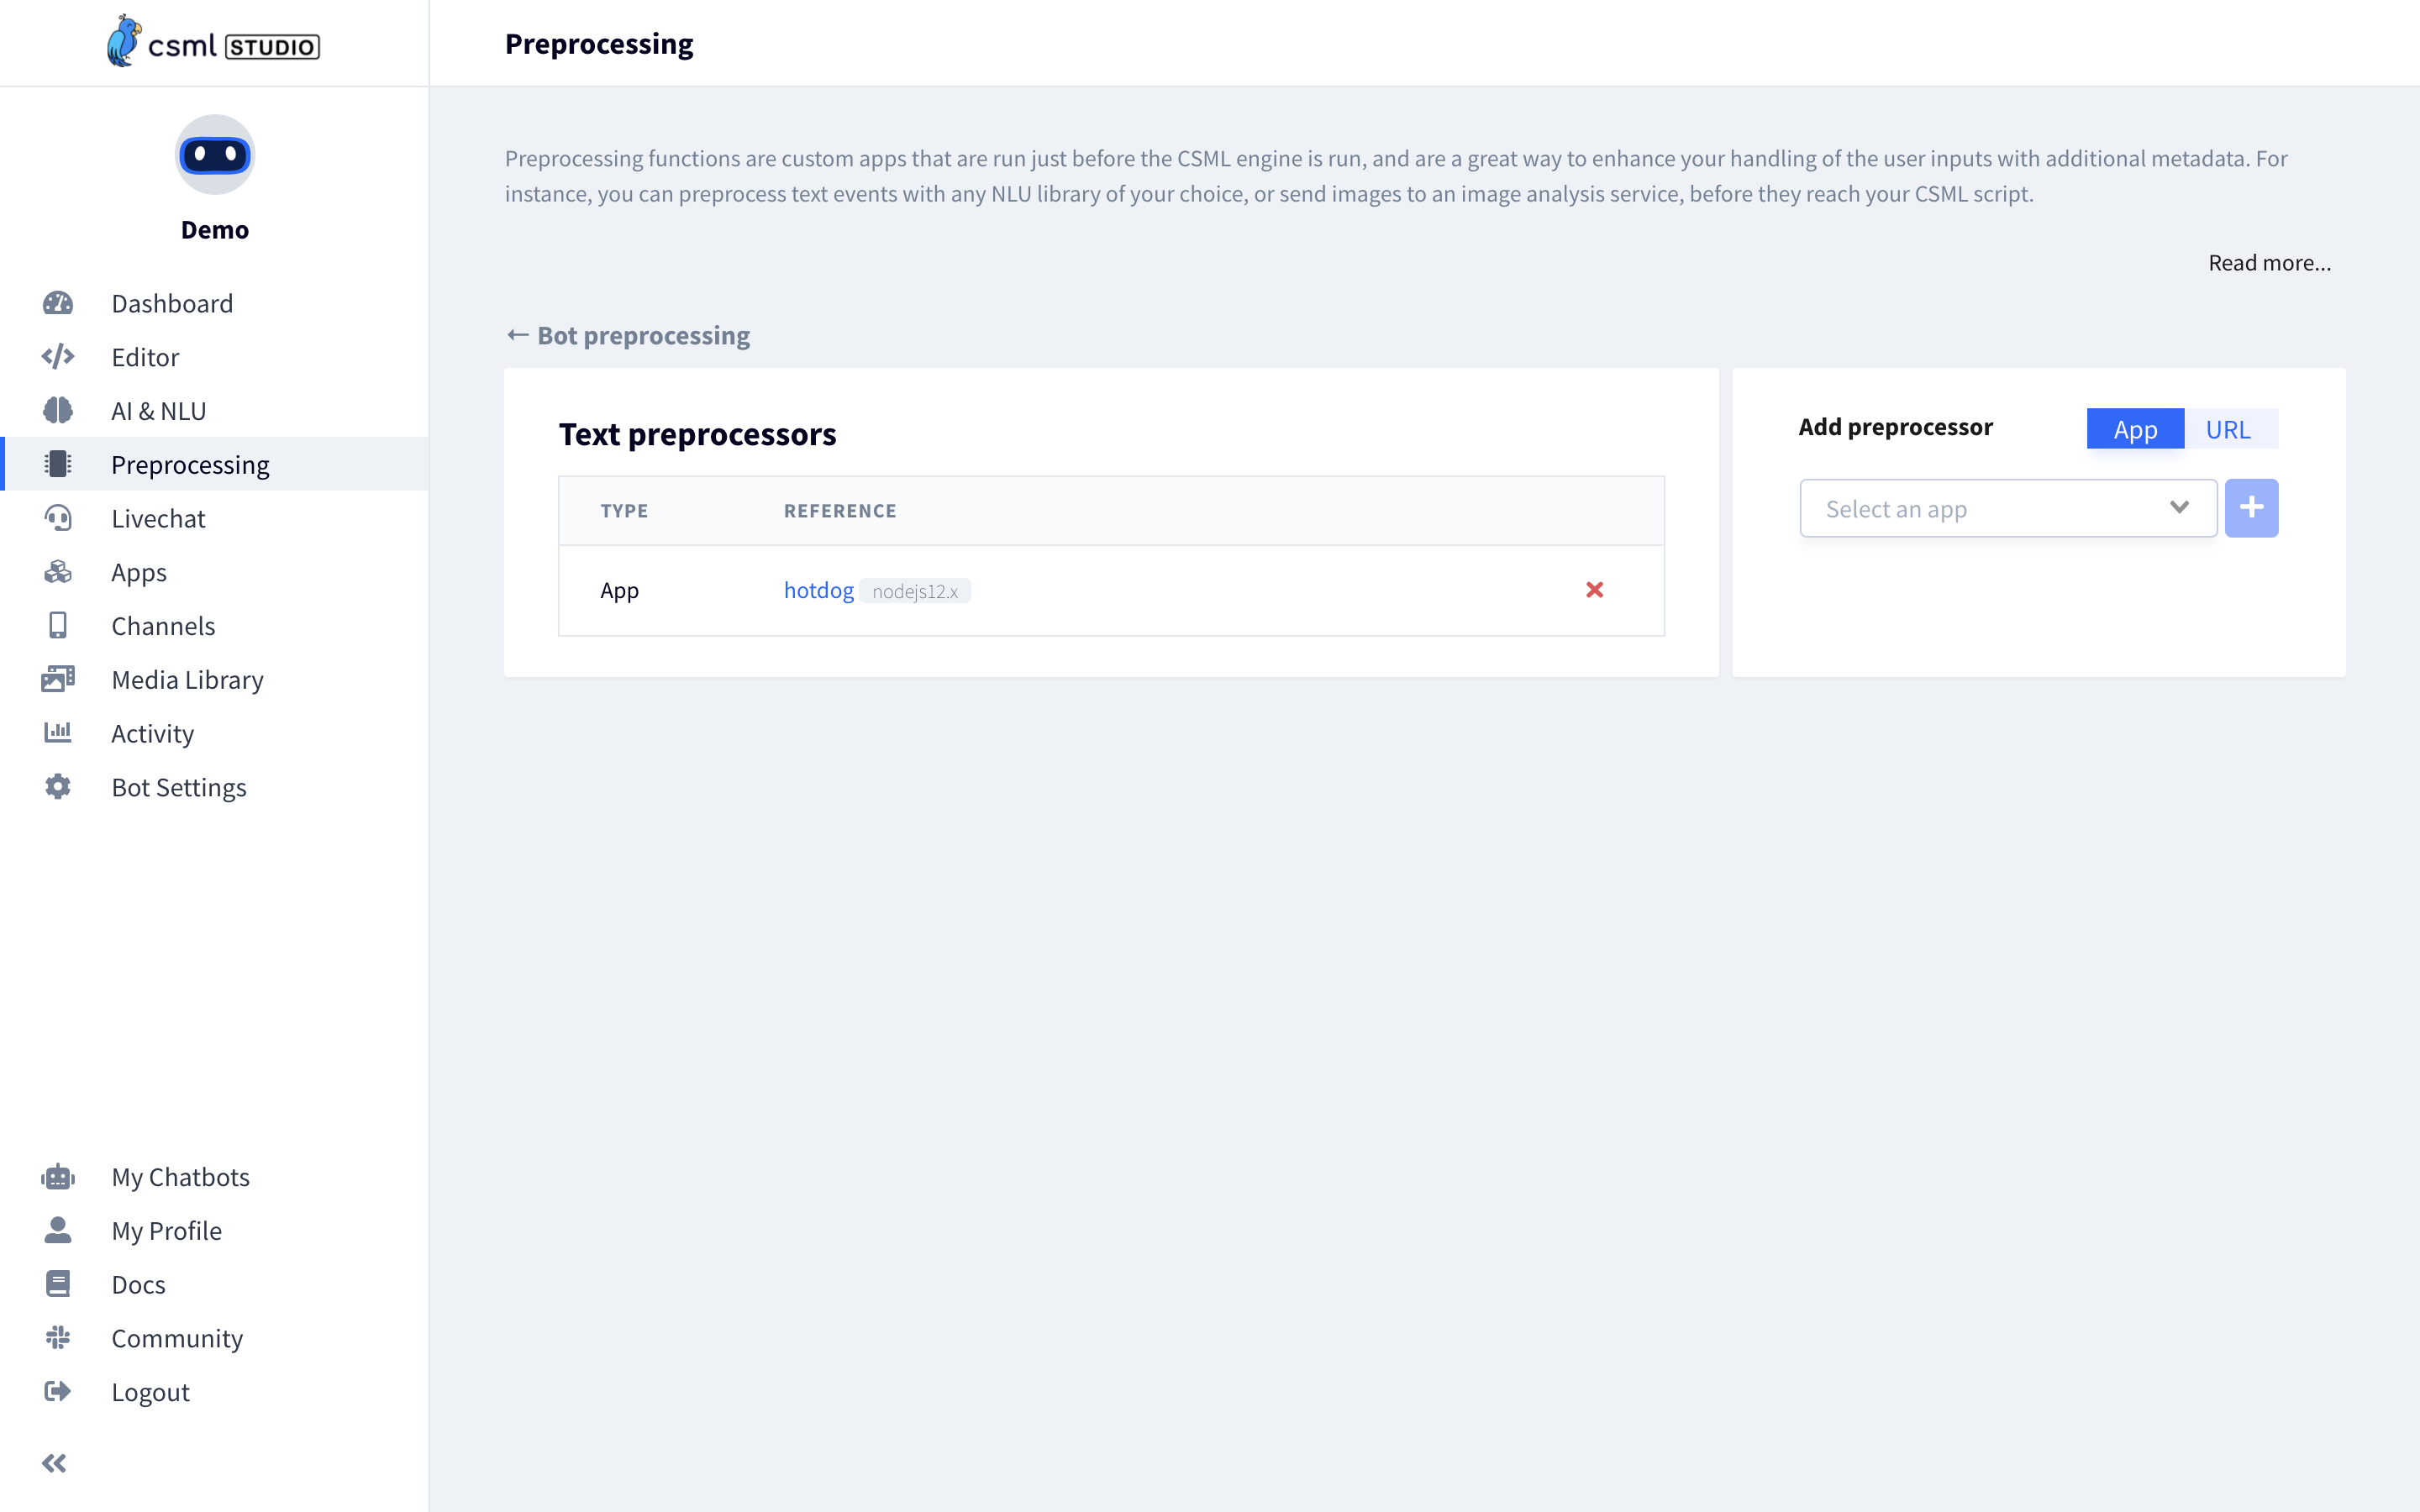 csml STUDIO
Preprocessing
Demo
Dashboard
Editor
AI & NLU
Preprocessing
Livechat
Apps
Channels
Media Library
Activity
Bot Settings
My Chatbots
My Profile
Docs
Community
Logout
Preprocessing functions are custom apps that are run just before the CSML engine is run, and are a great way to enhance your handling of the user inputs with additional metadata. For
instance, you can preprocess text events with any NLU library of your choice, or send images to an image analysis service, before they reach your CSML script.
Read more...
← Bot preprocessing
Text preprocessors
TYPE REFERENCE
App hotdog nodejs12.x
Add preprocessor App URL
Select an app